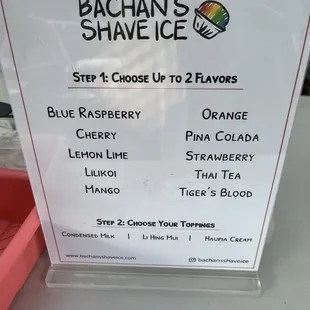 BACHAN'S
SHAVE ICE
STEP 1: CHOOSE UP TO 2 FLAVORS
BLUE RASPBERRY ORANGE
CHERRY PINA COLADA
LEMON LIME STRAWBERRY
LILIKOI THAI TEA
MANGO TIGER'S BLOOD
STEP 2: CHOOSE YOUR TOPPINGS
CONDENSED MILK | LI HING MUI | HAUPIA CREAM
www.bachansshaveice.com @bachansshaveice